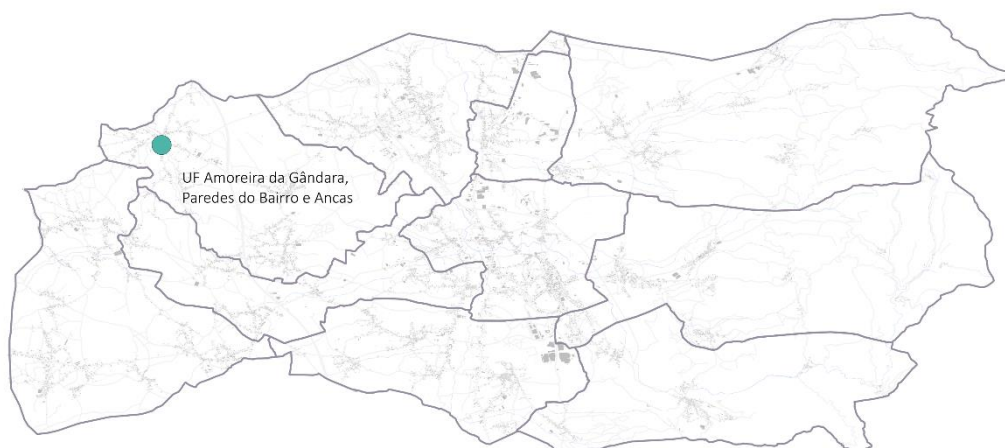 UF Amoreira da Gândara,
Paredes do Bairro e Ancas